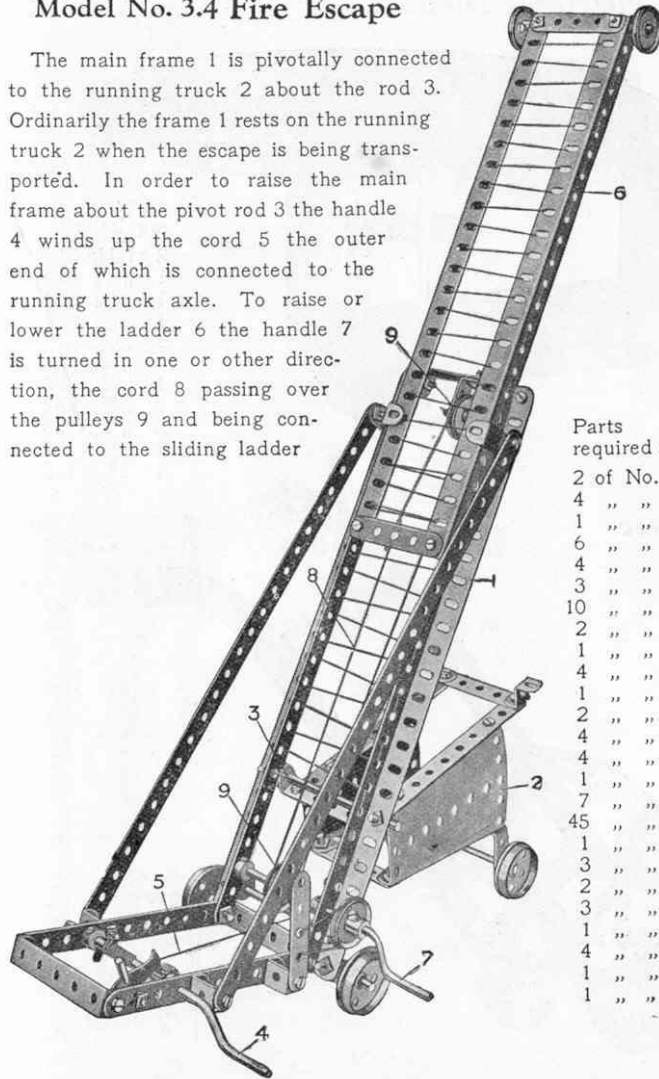 Model No. 3.4 Fire Escape
The main frame 1 is pivotally connected
to the running truck 2 about the rod 3.
Ordinarily the frame 1 rests on the running
truck 2 when the escape is being trans-
ported. In order to raise the main
frame about the pivot rod 3 the handle
4 winds up the cord 5 the outer
end of which is connected to the
running truck axle. To raise or
lower the ladder 6 the handle 7
is turned in one or other direc-
tion, the cord 8 passing over
the pulleys 9 and being con-
nected to the sliding ladder
6
9
8
1
3
2
9
5
7
4
Parts
required
2 of No.
4 „ „
1 „ „
6 „ „
4 „ „
3 „ „
10 „ „
2 „ „
1 „ „
4 „ „
1 „ „
2 „ „
4 „ „
4 „ „
1 „ „
7 „ „
45 „ „
1 „ „
3 „ „
2 „ „
3 „ „
1 „ „
4 „ „
1 „ „
1 „ „